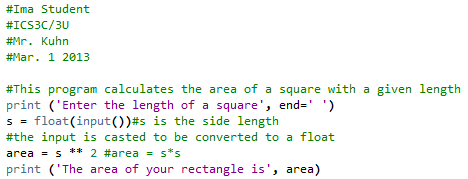 #Ima Student
#ICS3C/3U
#Mr. Kuhn
#Mar. 1 2013

#This program calculates the area of a square with a given length
print ('Enter the length of a square', end=' ')
s = float(input())#s is the side length
#the input is casted to be converted to a float
area = s ** 2 #area = s*s
print ('The area of your rectangle is', area)